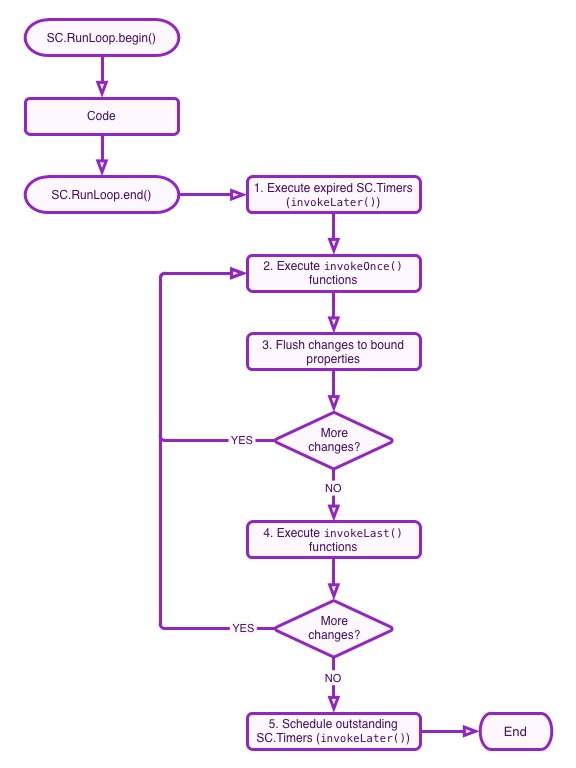 SC.RunLoop.begin()
Code
SC.RunLoop.end()
1. Execute expired SC.Timers
(invokeLater())
2. Execute invokeOnce()
functions
3. Flush changes to bound
properties
More
changes?
YES
NO
4. Execute invokeLast()
functions
More
changes?
YES
NO
5. Schedule outstanding
SC.Timers (invokeLater())
End